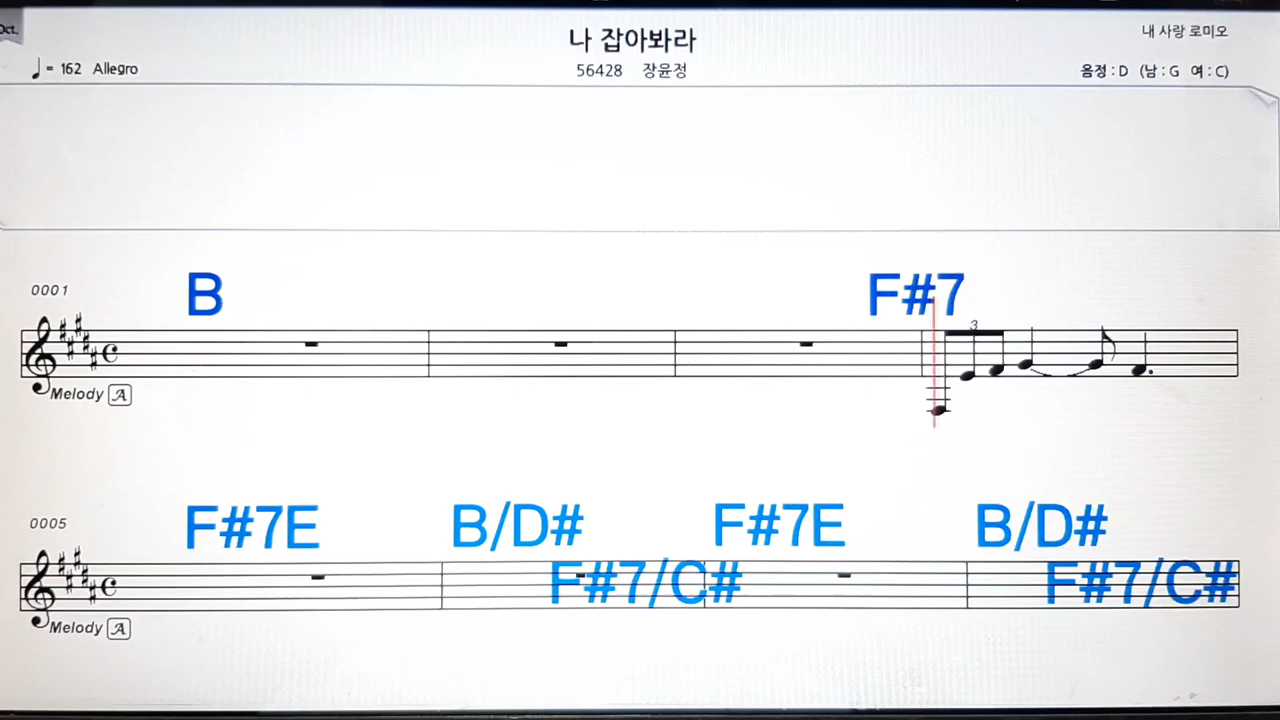 Oct.
나 잡아봐라
내 사랑 로미오
♩= 162 Allegro
56428 장윤정
음정 : D (남 : G 여 : C)
B F#7
0001
3
Melody A
F#7E B/D# F#7E B/D#
0005
F#7/C# F#7/C#
Melody A